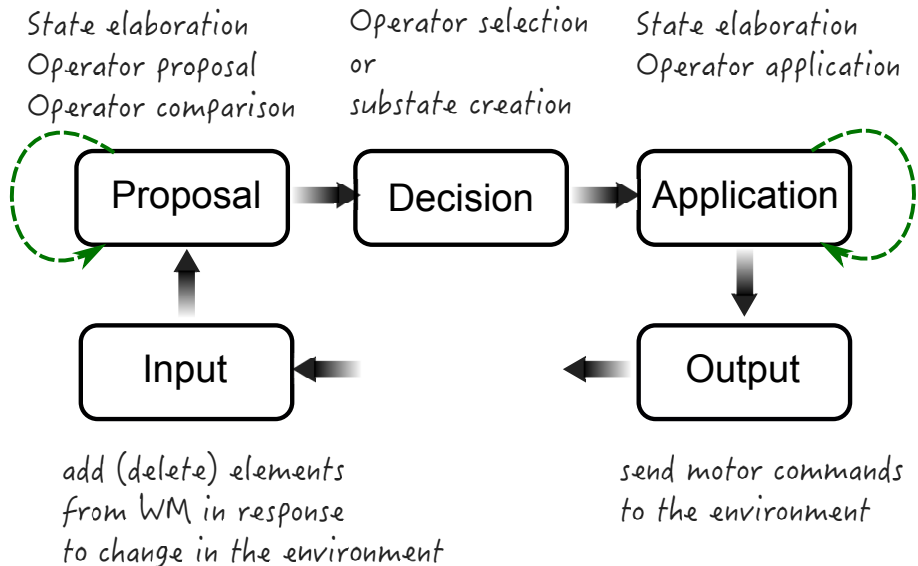 State elaboration
Operator proposal
Operator comparison
Operator selection
or
substate creation
State elaboration
Operator application
Proposal
Decision
Application
Input
Output
add (delete) elements
from WM in response
to change in the environment
send motor commands
to the environment